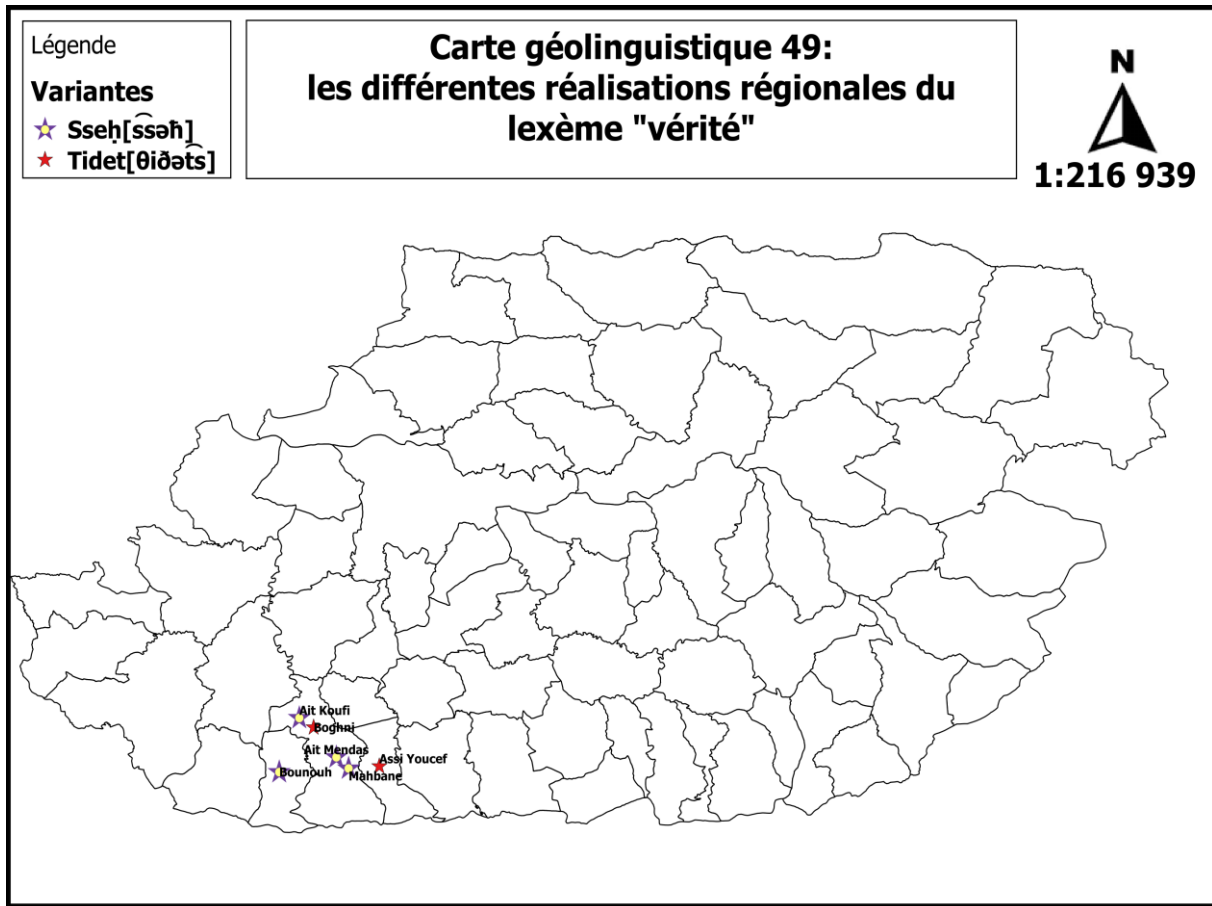 Légende
Variantes
Sseḥ[s͡səħ]
Tidet[θiðət͡s]
Carte géolinguistique 49:
les différentes réalisations régionales du
lexème "vérité"
N
1:216 939
Ait Koufi
Boghni
Ait Mendas
Assi Youcef
Bounouh
Mahbane